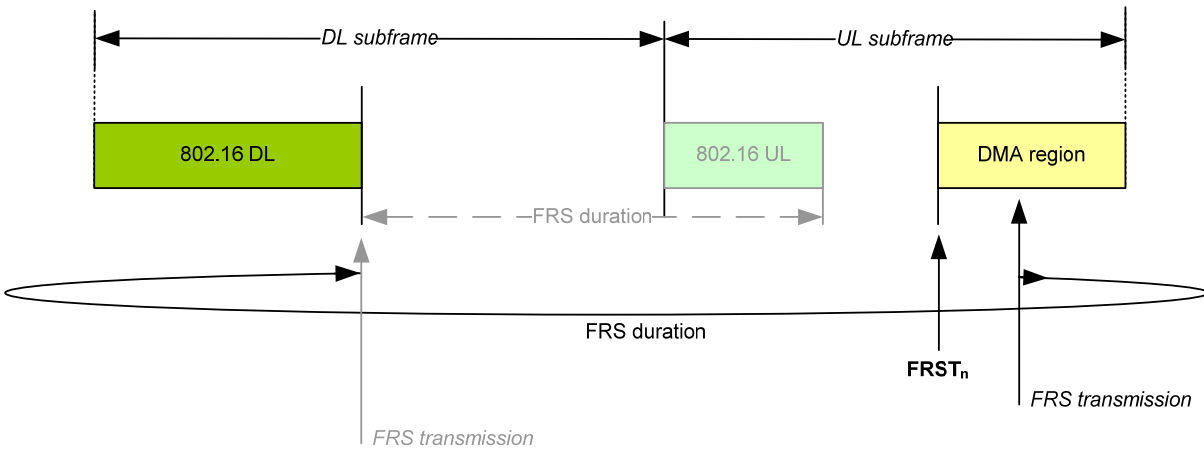 DL subframe
UL subframe
802.16 DL
802.16 UL
DMA region
FRS duration
FRS duration
FRSTn
FRS transmission
FRS transmission